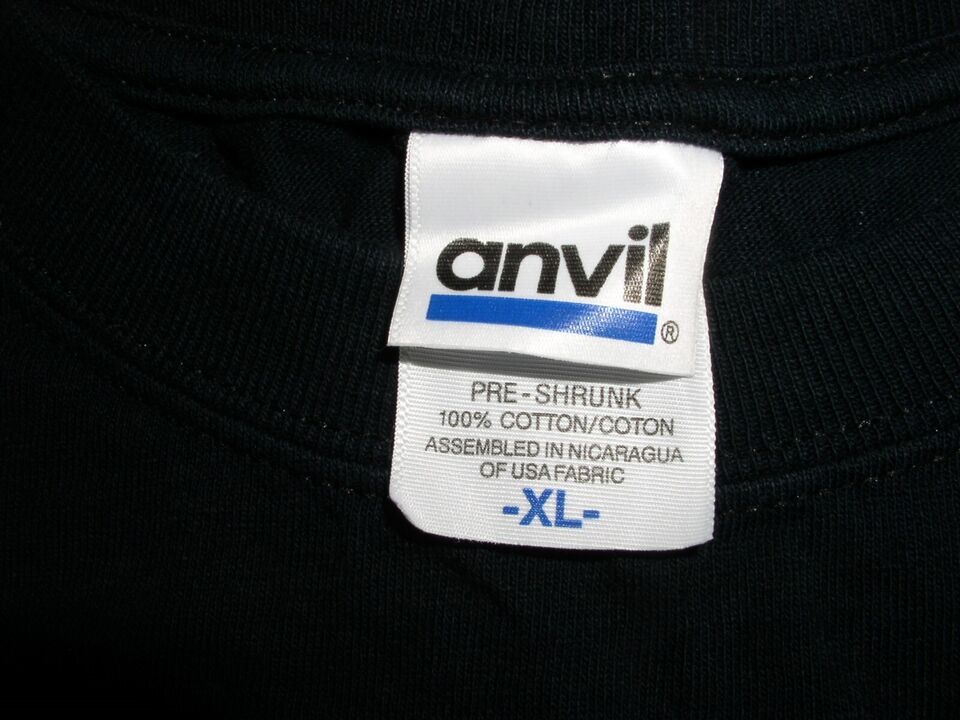 anvil
®
PRE-SHRUNK
100% COTTON/COTON
ASSEMBLED IN NICARAGUA
OF USA FABRIC
-XL-